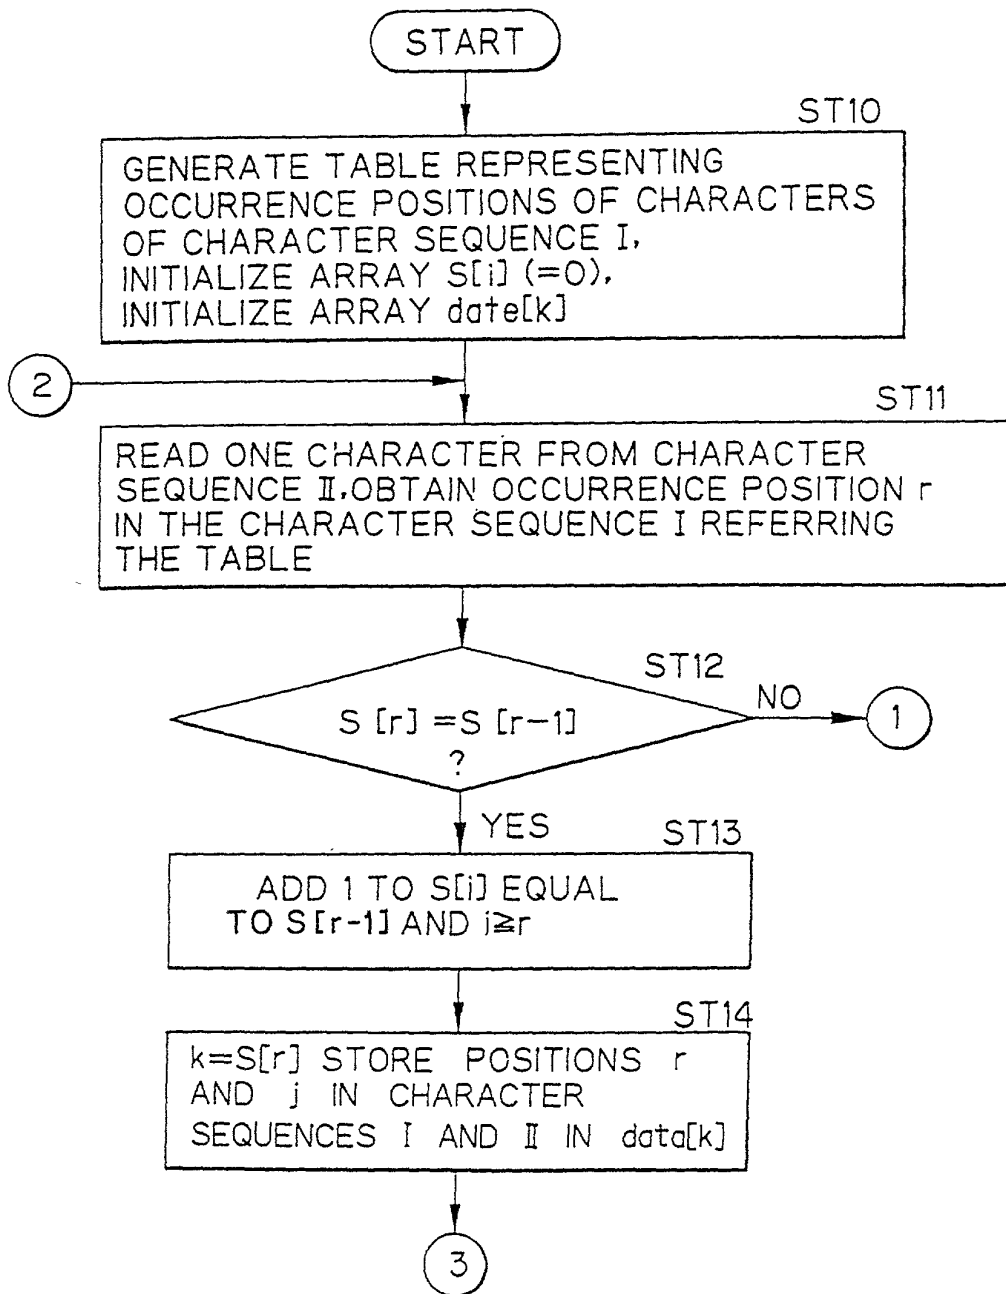 START
ST10
GENERATE TABLE REPRESENTING
OCCURRENCE POSITIONS OF CHARACTERS
OF CHARACTER SEQUENCE I,
INITIALIZE ARRAY S[i] (=0),
INITIALIZE ARRAY date[k]
2
ST11
READ ONE CHARACTER FROM CHARACTER
SEQUENCE II.OBTAIN OCCURRENCE POSITION r
IN THE CHARACTER SEQUENCE I REFERRING
THE TABLE
ST12
S [r] =S [r-1]
?
NO
1
YES
ST13
ADD 1 TO S[i] EQUAL
TO S[r-1] AND i≧r
ST14
k=S[r] STORE POSITIONS r
AND j IN CHARACTER
SEQUENCES I AND II IN data[k]
3